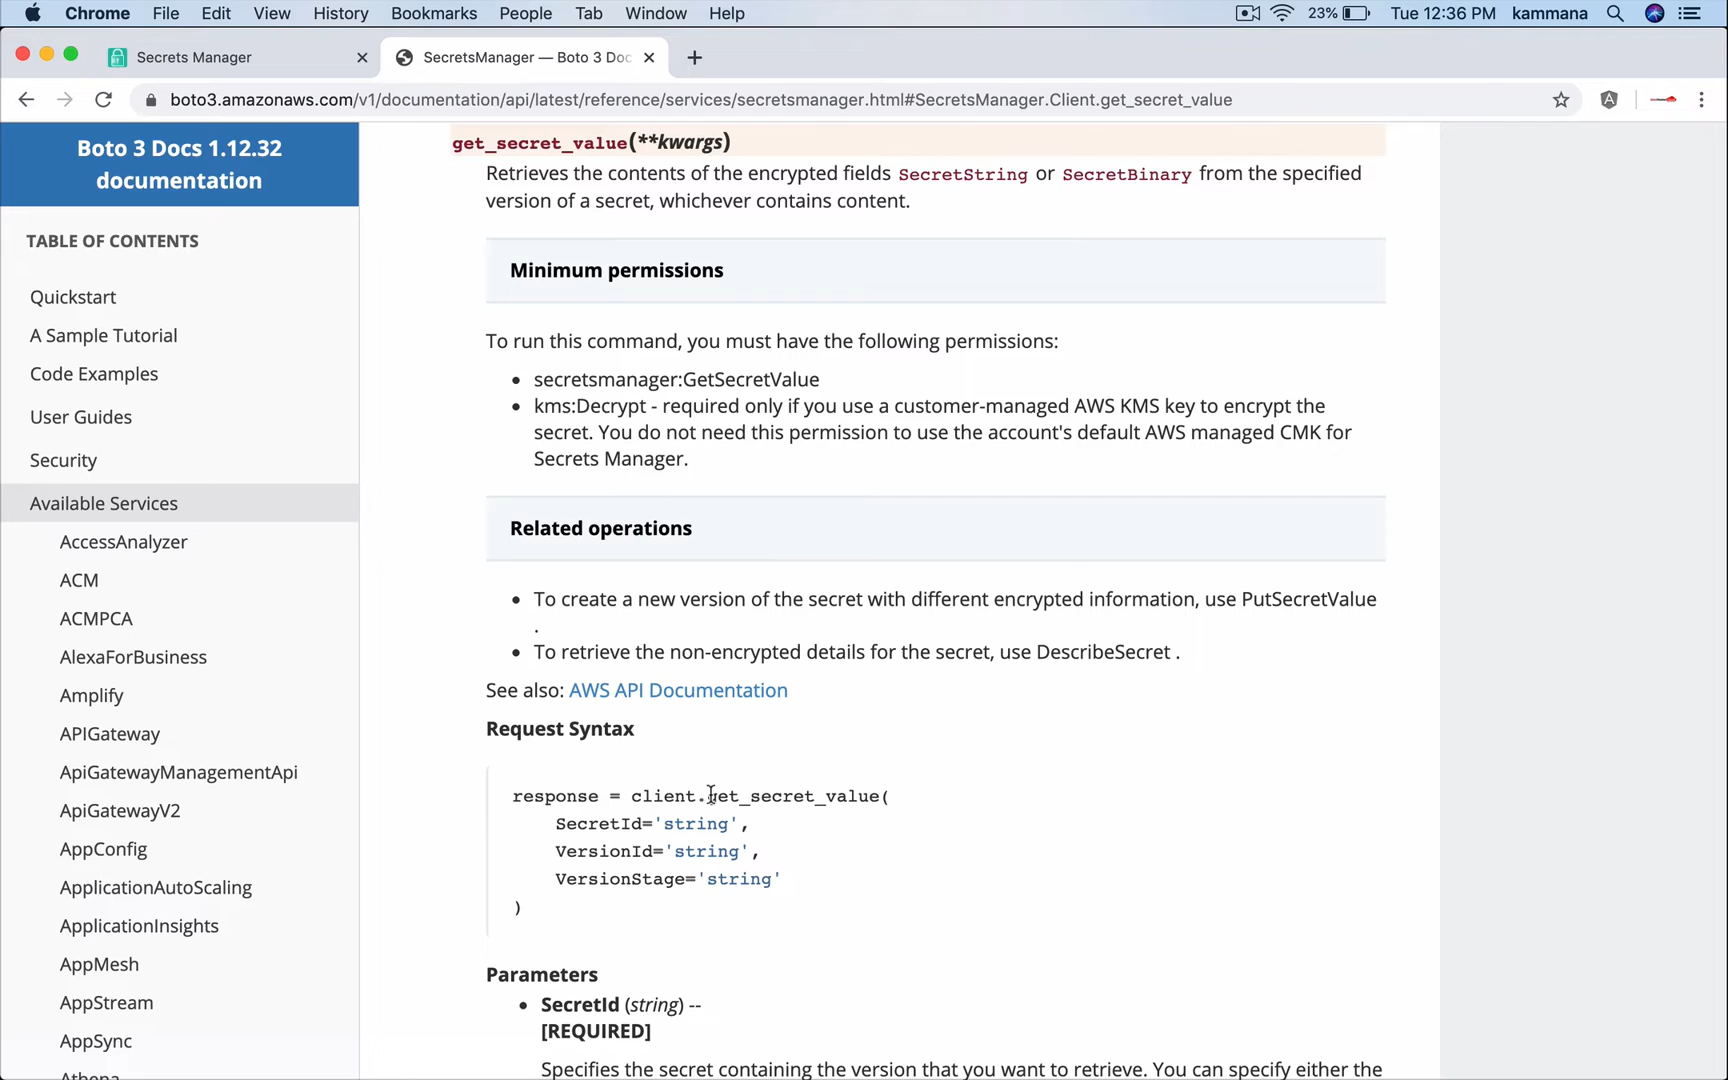 Chrome File Edit View History Bookmarks People Tab Window Help 23% Tue 12:36 PM kammana
Secrets Manager SecretsManager — Boto 3 Doc
boto3.amazonaws.com/v1/documentation/api/latest/reference/services/secretsmanager.html#SecretsManager.Client.get_secret_value
Boto 3 Docs 1.12.32
documentation
TABLE OF CONTENTS
Quickstart
A Sample Tutorial
Code Examples
User Guides
Security
Available Services
AccessAnalyzer
ACM
ACMPCA
AlexaForBusiness
Amplify
APIGateway
ApiGatewayManagementApi
ApiGatewayV2
AppConfig
ApplicationAutoScaling
ApplicationInsights
AppMesh
AppStream
AppSync
Athena
get_secret_value(**kwargs)
Retrieves the contents of the encrypted fields SecretString or SecretBinary from the specified
version of a secret, whichever contains content.
Minimum permissions
To run this command, you must have the following permissions:
• secretsmanager:GetSecretValue
• kms:Decrypt - required only if you use a customer-managed AWS KMS key to encrypt the
secret. You do not need this permission to use the account's default AWS managed CMK for
Secrets Manager.
Related operations
• To create a new version of the secret with different encrypted information, use PutSecretValue
.
• To retrieve the non-encrypted details for the secret, use DescribeSecret .
See also: AWS API Documentation
Request Syntax
response = client.get_secret_value(
SecretId='string',
VersionId='string',
VersionStage='string'
)
Parameters
• SecretId (string) --
[REQUIRED]
Specifies the secret containing the version that you want to retrieve. You can specify either the